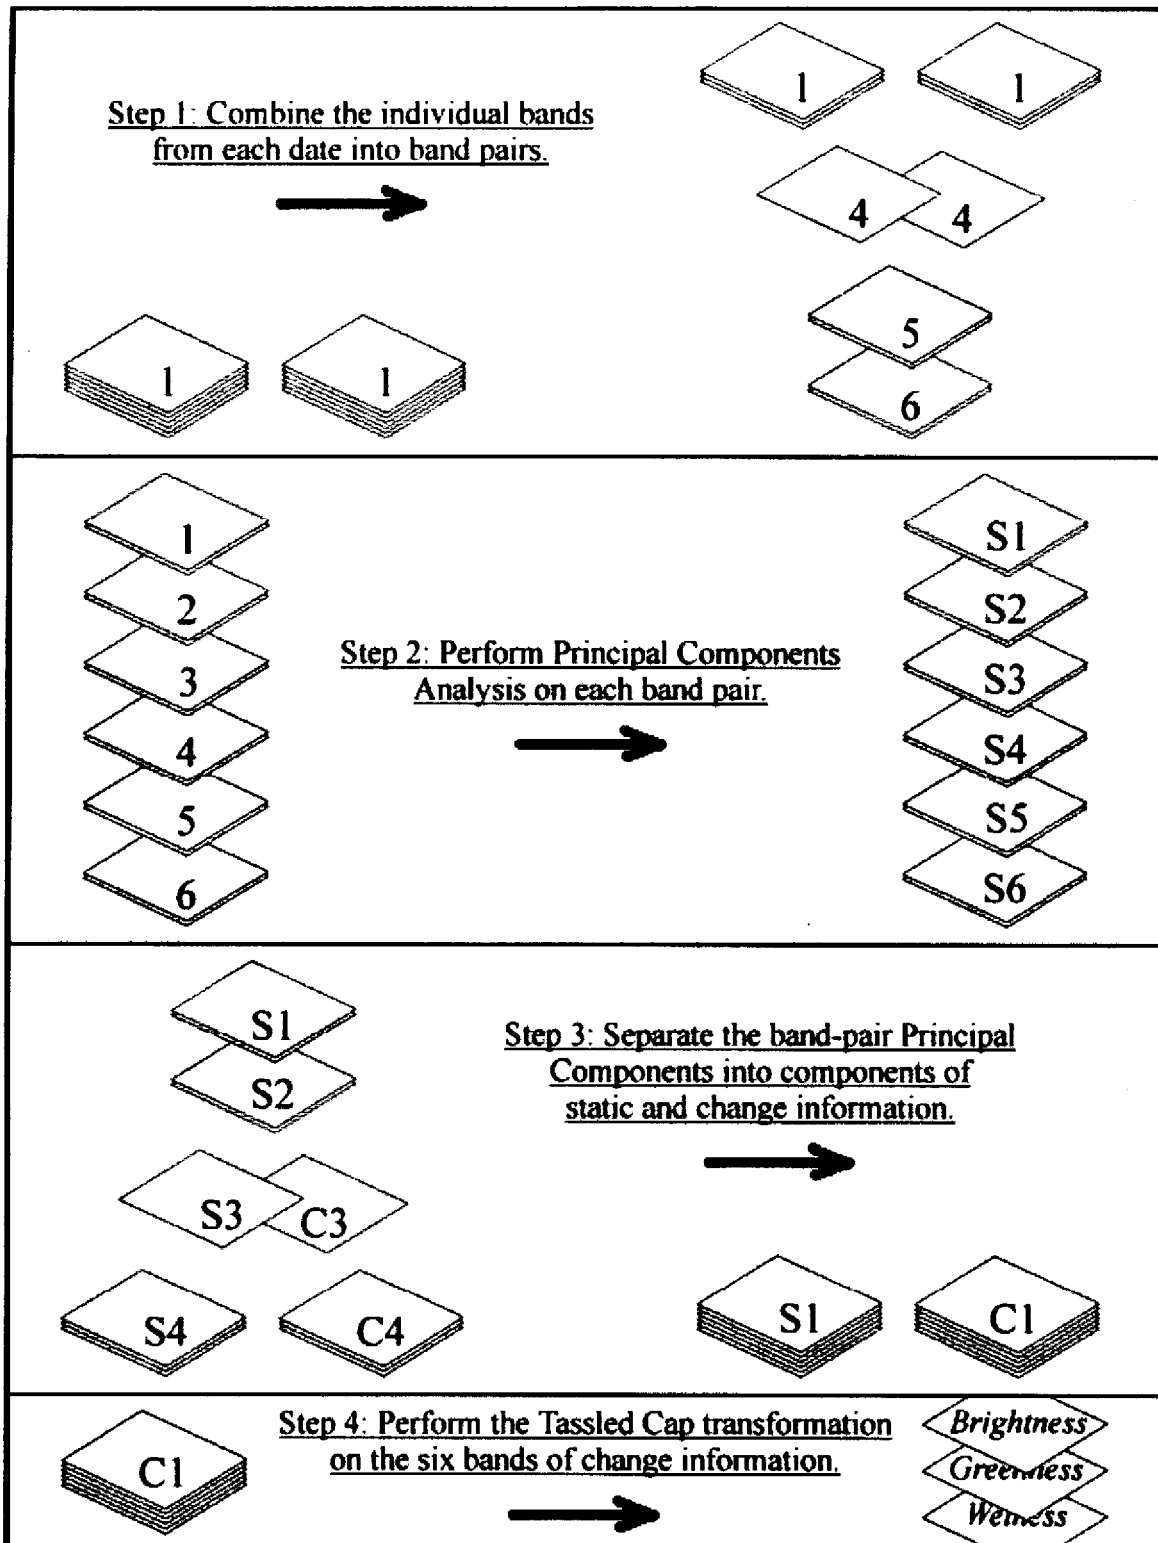 Step 1: Combine the individual bands
from each date into band pairs.
1 1
4 4
5
6
1 1
1
2
3
4
5
6
Step 2: Perform Principal Components
Analysis on each band pair.
S1
S2
S3
S4
S5
S6
S1
S2
S3 C3
S4 C4
Step 3: Separate the band-pair Principal
Components into components of
static and change information.
S1 C1
C1
Step 4: Perform the Tassled Cap transformation
on the six bands of change information.
Brightness
Greenness
Wetness